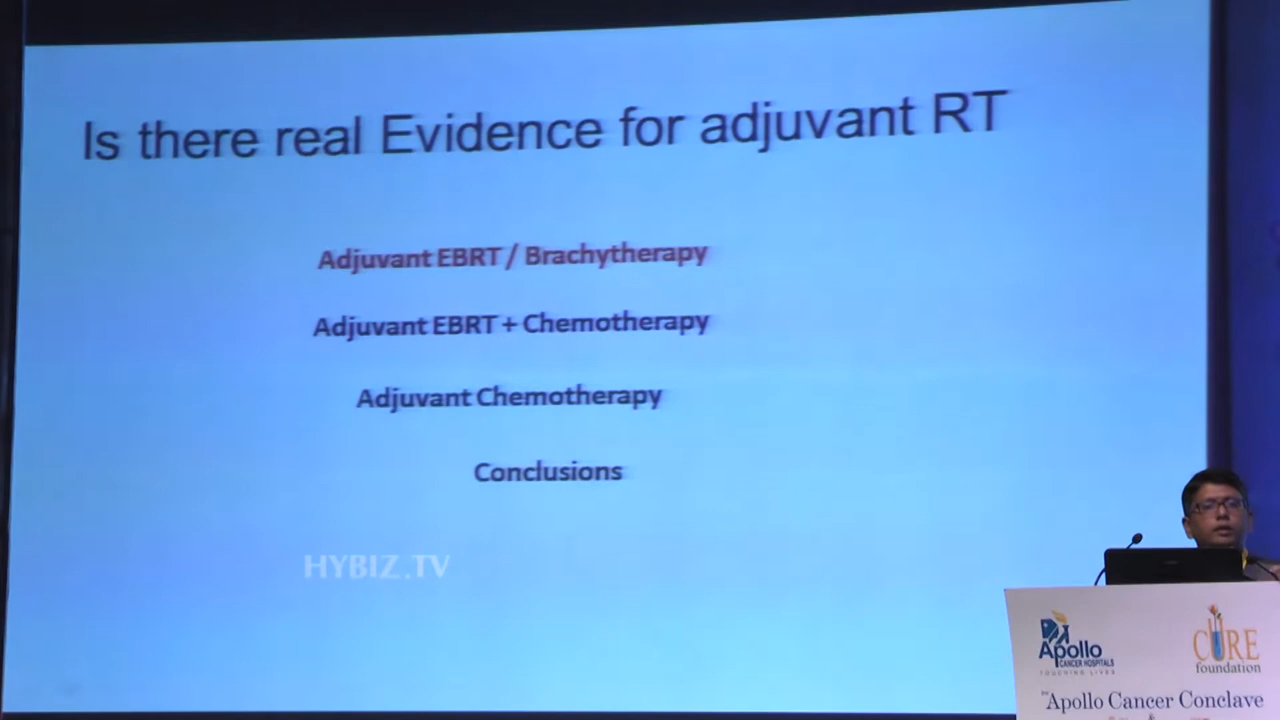 Is there real Evidence for adjuvant RT
Adjuvant EBRT / Brachytherapy
Adjuvant EBRT + Chemotherapy
Adjuvant Chemotherapy
Conclusions
HYBIZ.TV
Apollo
CANCER HOSPITALS
TOUCHING LIVES
CURE
foundation
Apollo Cancer Conclave